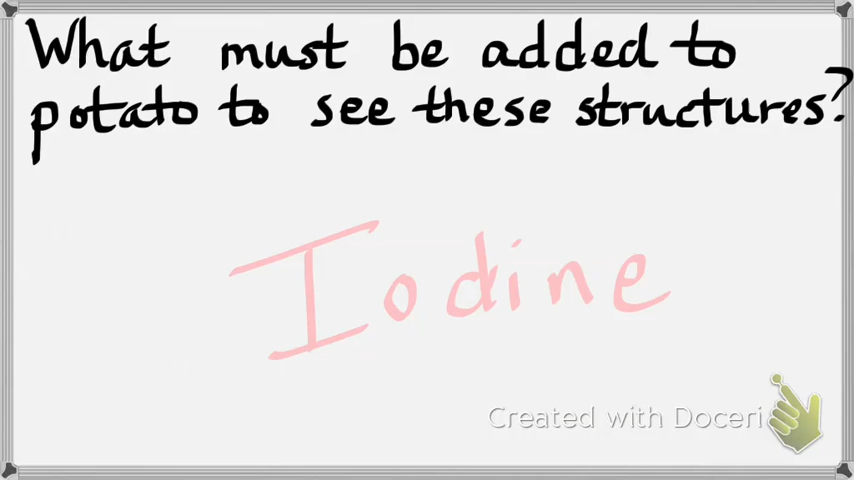 What must be added to
potato to see these structures?
Iodine
Created with Doceri